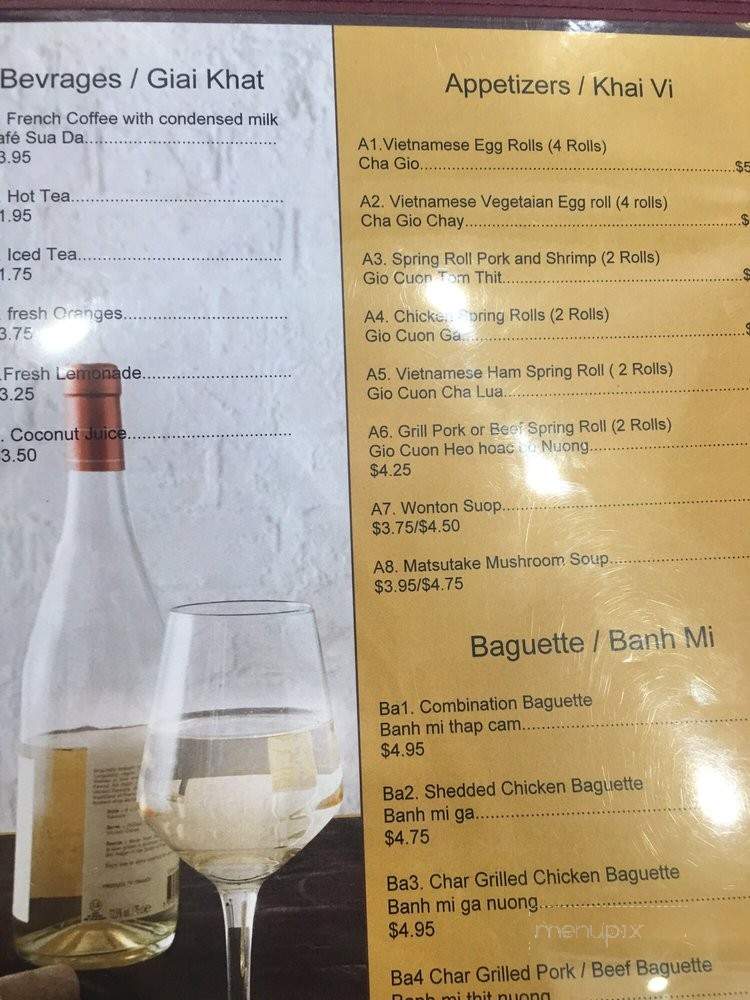 Bevrages / Giai Khat
French Coffee with condensed milk
afé Sua Da
3.95
Hot Tea
1.95
Iced Tea
1.75
fresh Oranges
3.75
Fresh Lemonade
3.25
Coconut Juice
3.50
Appetizers / Khai Vi
A1.Vietnamese Egg Rolls (4 Rolls)
Cha Gio $5
A2. Vietnamese Vegetaian Egg roll (4 rolls)
Cha Gio Chay $
A3. Spring Roll Pork and Shrimp (2 Rolls)
Gio Cuon Tom Thit $
A4. Chicken Spring Rolls (2 Rolls)
Gio Cuon Ga $
A5. Vietnamese Ham Spring Roll ( 2 Rolls)
Gio Cuon Cha Lua
A6. Grill Pork or Beef Spring Roll (2 Rolls)
Gio Cuon Heo hoac Nuong
$4.25
A7. Wonton Suop
$3.75/$4.50
A8. Matsutake Mushroom Soup
$3.95/$4.75
Baguette / Banh Mi
Ba1. Combination Baguette
Banh mi thap cam
$4.95
Ba2. Shedded Chicken Baguette
Banh mi ga
$4.75
Ba3. Char Grilled Chicken Baguette
Banh mi ga nuong
$4.95
Ba4 Char Grilled Pork / Beef Baguette
Banh mi thit nuong
menupix